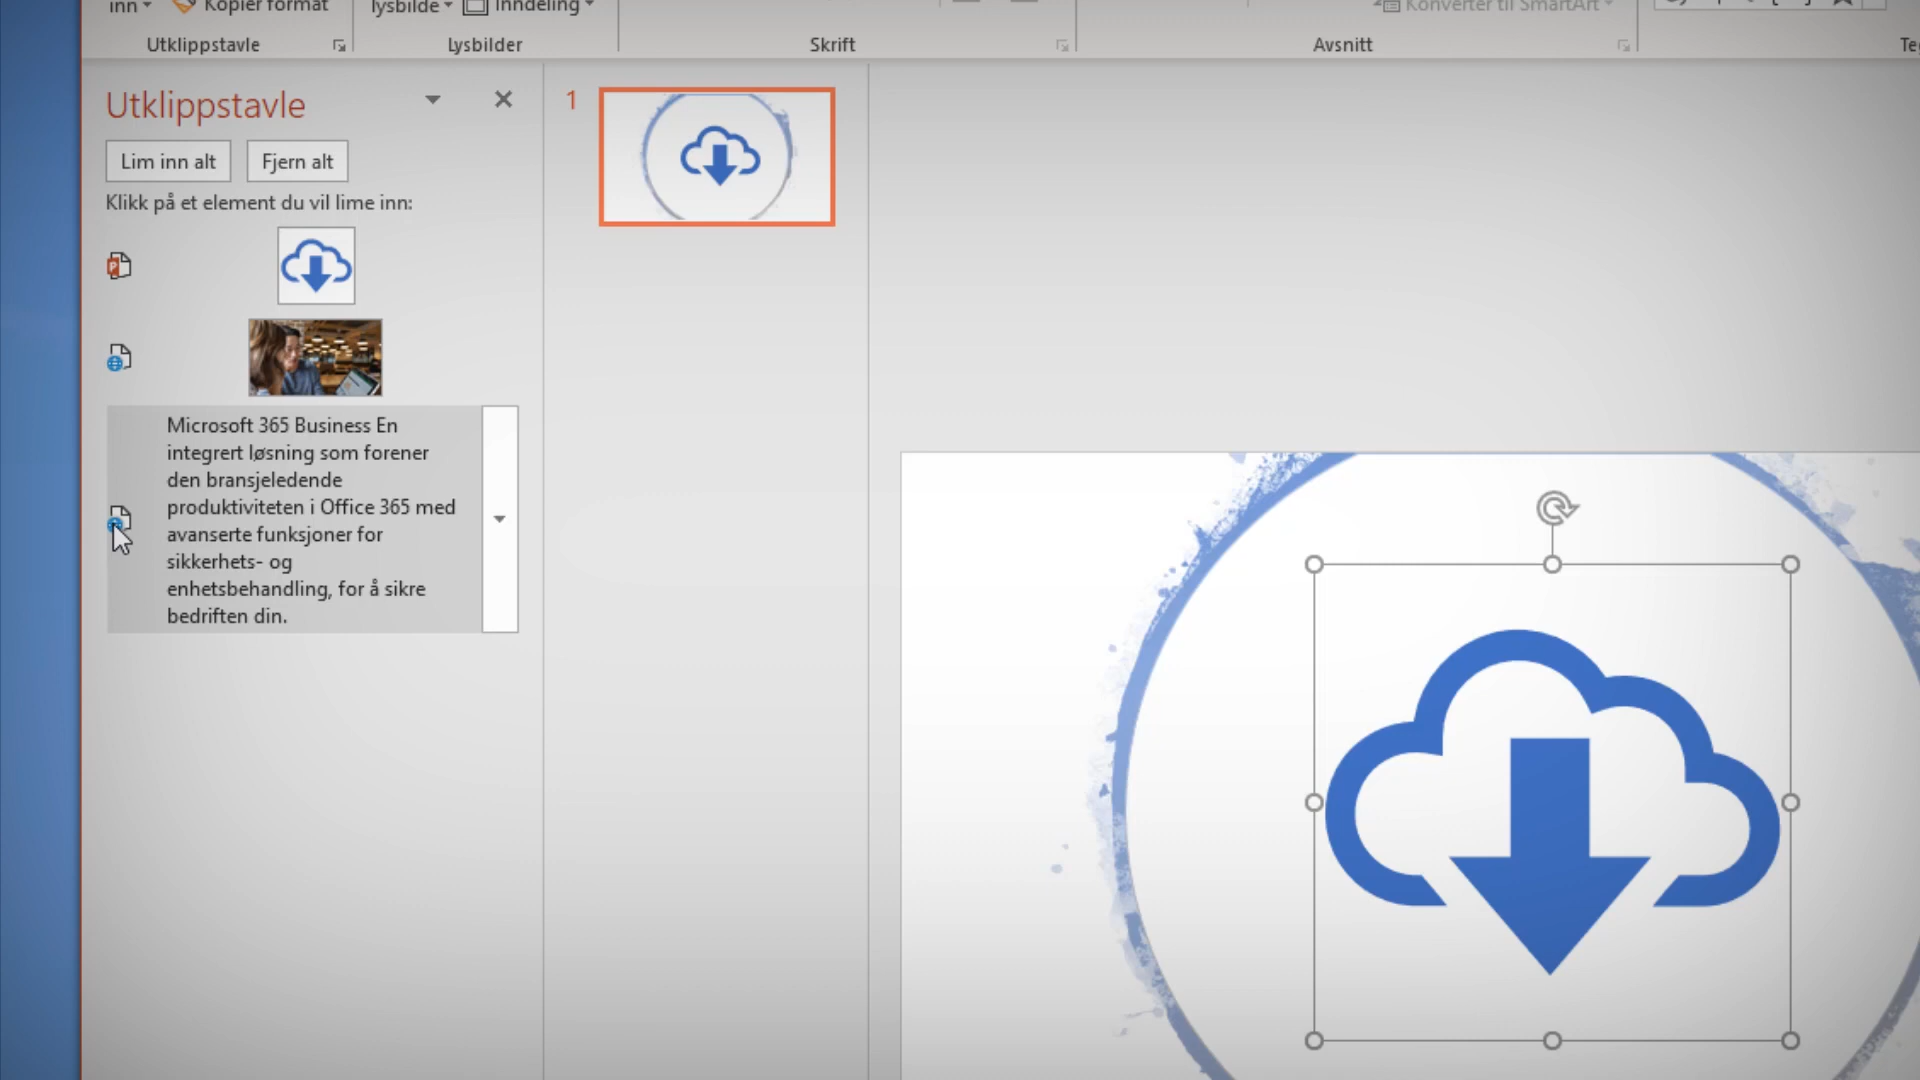 inn
Kopier format
lysbilde
Inndeling
Konverter til SmartArt
Utklippstavle
Lysbilder
Skrift
Avsnitt
Utklippstavle
Lim inn alt
Fjern alt
Klikk på et element du vil lime inn:
Microsoft 365 Business En
integrert løsning som forener
den bransjeledende
produktiviteten i Office 365 med
avanserte funksjoner for
sikkerhets- og
enhetsbehandling, for å sikre
bedriften din.
1